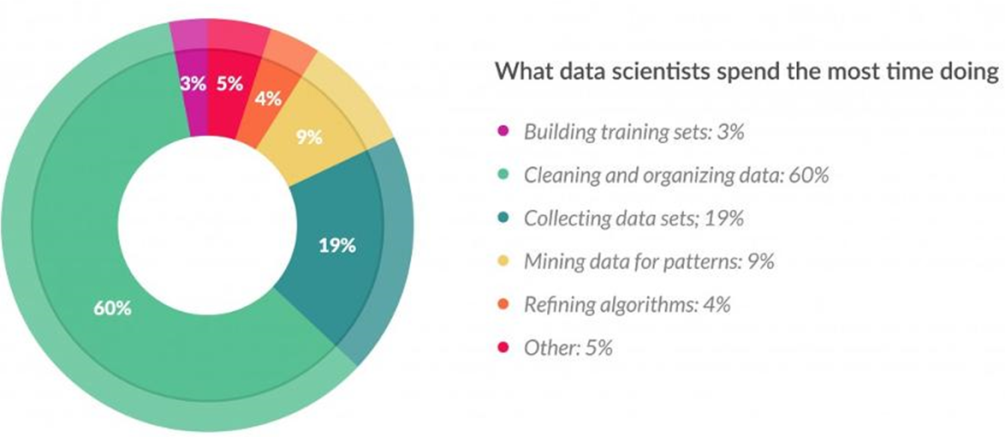 3%
5%
4%
9%
19%
60%
What data scientists spend the most time doing
Building training sets: 3%
Cleaning and organizing data: 60%
Collecting data sets; 19%
Mining data for patterns: 9%
Refining algorithms: 4%
Other: 5%